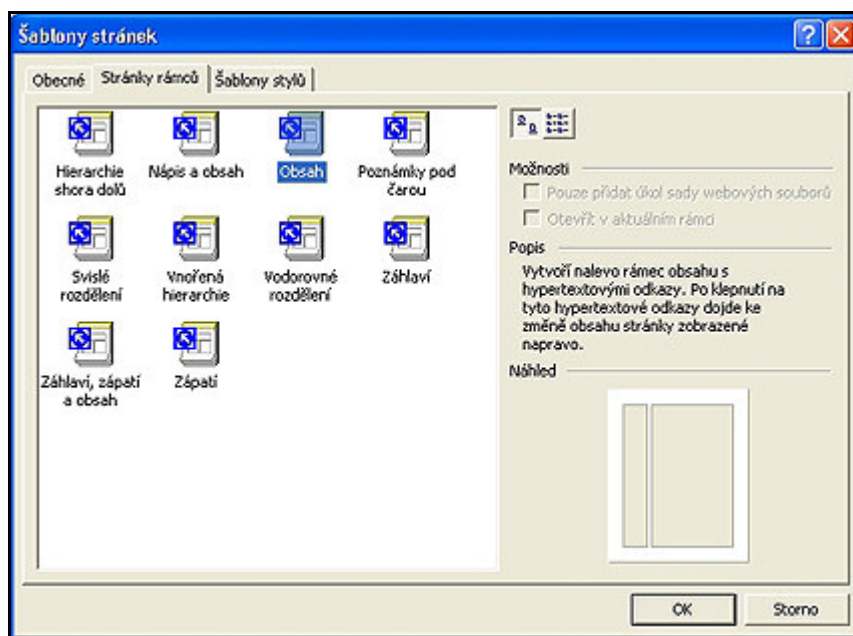 Šablony stránek
Obecné Stránky rámců Šablony stylů
Hierarchie
shora dolů
Nápis a obsah
Obsah
Poznámky pod
čarou
Svislé
rozdělení
Vnořená
hierarchie
Vodorovné
rozdělení
Záhlaví
Záhlaví, zápatí
a obsah
Zápatí
Možnosti
Pouze přidat úkol sady webových souborů
Otevřít v aktuálním rámci
Popis
Vytvoří nalevo rámec obsahu s
hypertextovými odkazy. Po klepnutí na
tyto hypertextové odkazy dojde ke
změně obsahu stránky zobrazené
napravo.
Náhled
OK Storno